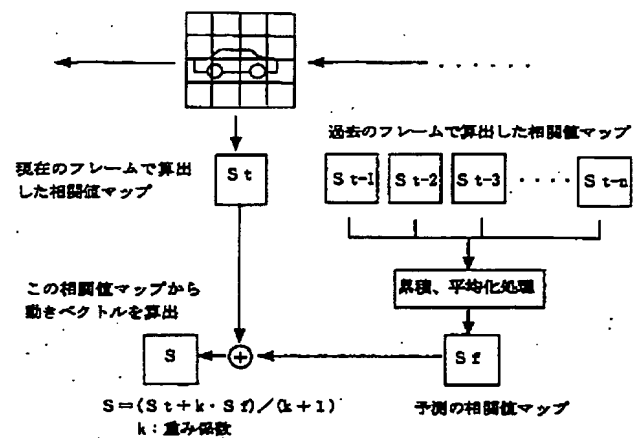 過去のフレームで算出した相関値マップ
現在のフレームで算出
した相関値マップ
St
St-1 St-2 St-3 ···· St-n
累積、平均化処理
この相関値マップから
動きベクトルを算出
S + Sf
S=(St+k・Sf)/(k+1)
k:重み係数
予測の相関値マップ